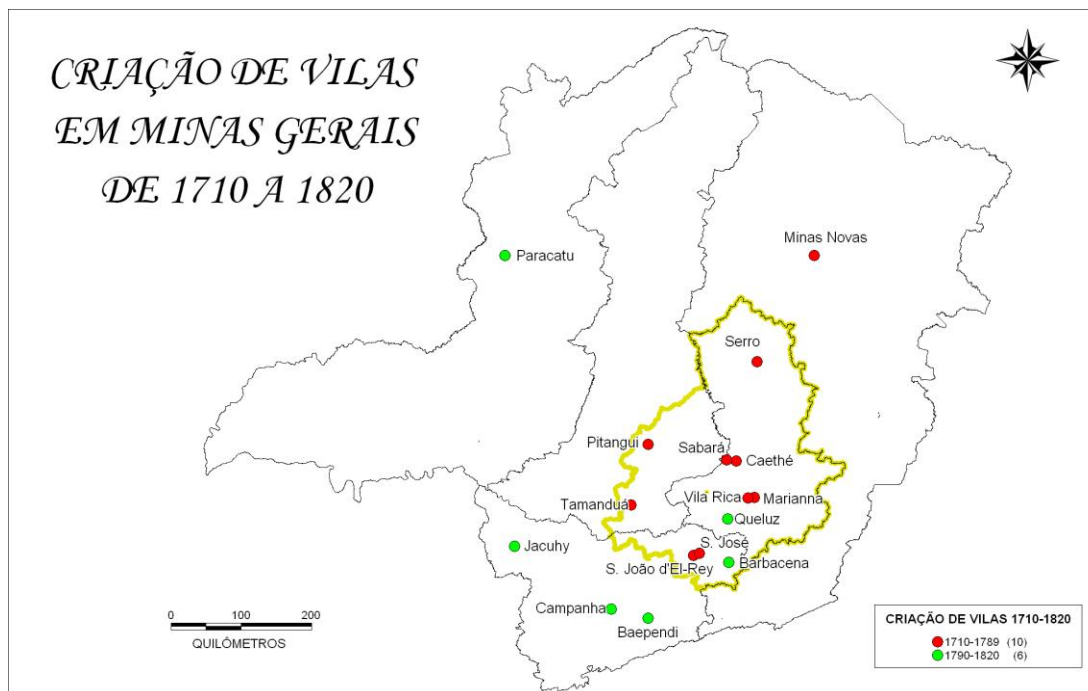 CRIAÇÃO DE VILAS
EM MINAS GERAIS
DE 1710 A 1820
Minas Novas
Paracatu
Serro
Pitangui
Sabará
Caethé
Vila Rica
Marianna
Tamanduá
Queluz
Jacuhy
S. José
S. João d'El-Rey
Barbacena
Campanha
Baependi
0 100 200
QUILÔMETROS
CRIAÇÃO DE VILAS 1710-1820
1710-1789 (10)
1790-1820 (6)